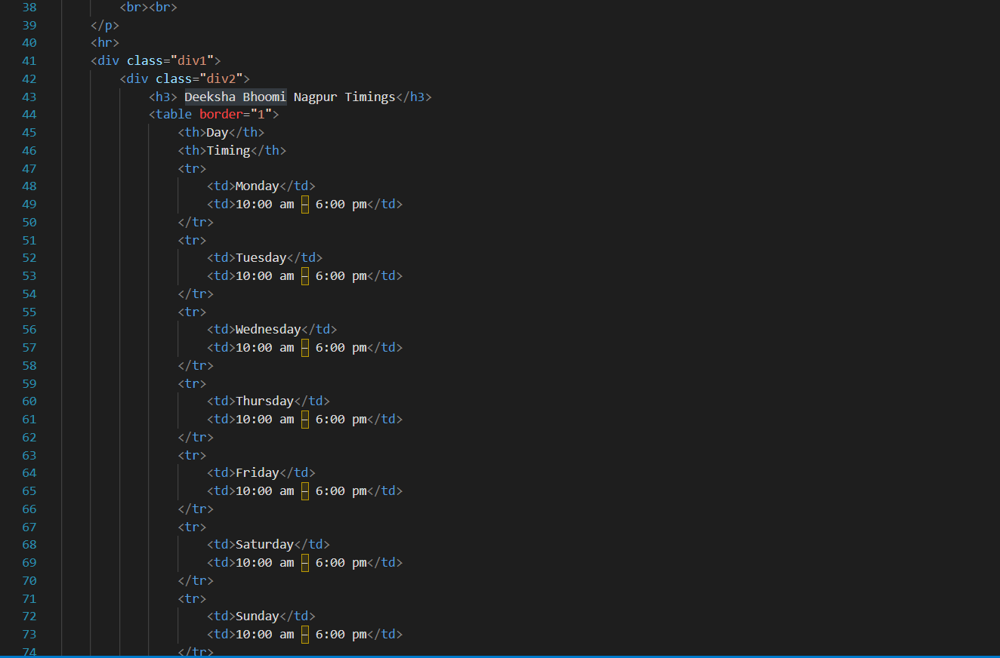 38 <br><br>
39 </p>
40 <hr>
41 <div class="div1">
42 <div class="div2">
43 <h3> Deeksha Bhoomi Nagpur Timings</h3>
44 <table border="1">
45 <th>Day</th>
46 <th>Timing</th>
47 <tr>
48 <td>Monday</td>
49 <td>10:00 am – 6:00 pm</td>
50 </tr>
51 <tr>
52 <td>Tuesday</td>
53 <td>10:00 am – 6:00 pm</td>
54 </tr>
55 <tr>
56 <td>Wednesday</td>
57 <td>10:00 am – 6:00 pm</td>
58 </tr>
59 <tr>
60 <td>Thursday</td>
61 <td>10:00 am – 6:00 pm</td>
62 </tr>
63 <tr>
64 <td>Friday</td>
65 <td>10:00 am – 6:00 pm</td>
66 </tr>
67 <tr>
68 <td>Saturday</td>
69 <td>10:00 am – 6:00 pm</td>
70 </tr>
71 <tr>
72 <td>Sunday</td>
73 <td>10:00 am – 6:00 pm</td>
74 </tr>